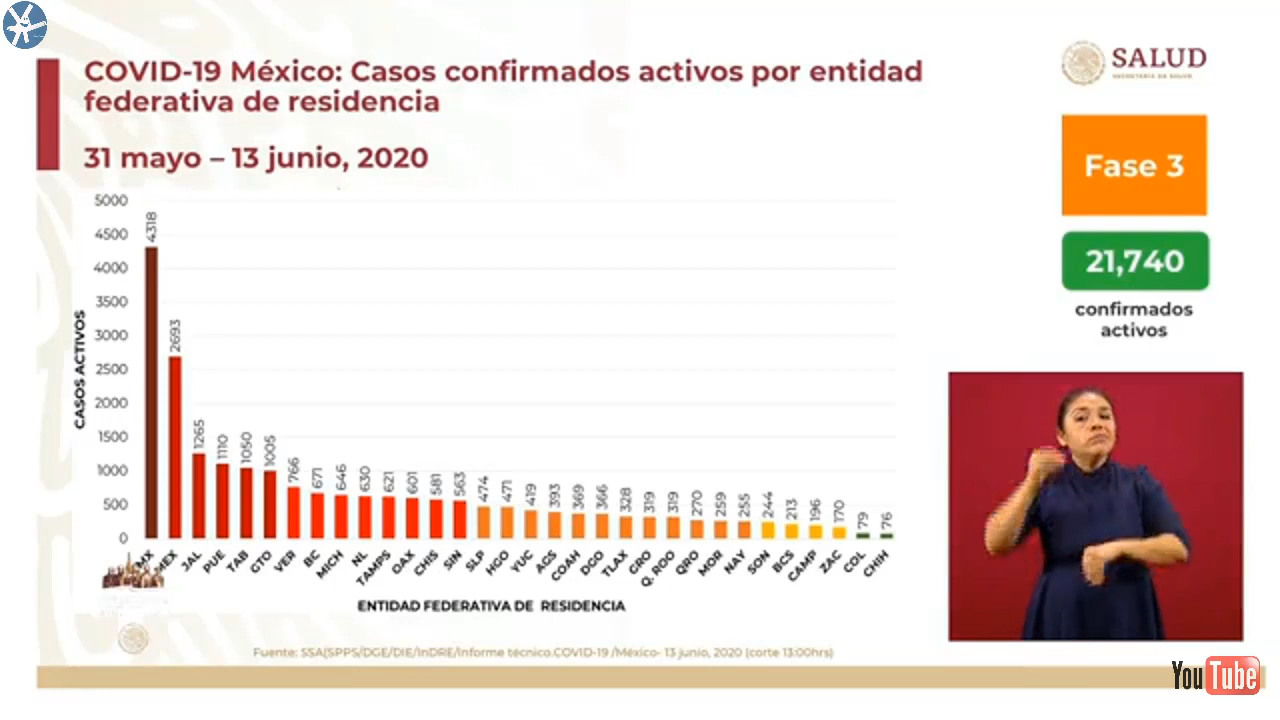 COVID-19 México: Casos confirmados activos por entidad
federativa de residencia
31 mayo – 13 junio, 2020
SALUD
SECRETARÍA DE SALUD
Fase 3
21,740
confirmados
activos
CASOS ACTIVOS
5000
4500
4000
3500
3000
2500
2000
1500
1000
500
0
4318
2693
1265
1110
1050
1005
766
671
646
630
621
601
581
563
474
471
419
393
369
366
328
319
319
270
259
255
244
213
196
170
79
76
MX
MEX
JAL
PUE
TAB
GTO
VER
BC
MICH
NL
TAMPS
OAX
CHIS
SIN
SLP
HGO
YUC
AGS
COAH
DGO
TLAX
GRO
Q. ROO
QRO
MOR
NAY
SON
BCS
CAMP
ZAC
COL
CHIH
ENTIDAD FEDERATIVA DE RESIDENCIA
Fuente: SSA(SPPS/DGE/DIE/InDRE/Informe técnico.COVID-19 /México- 13 junio, 2020 (corte 13:00hrs)
YouTube